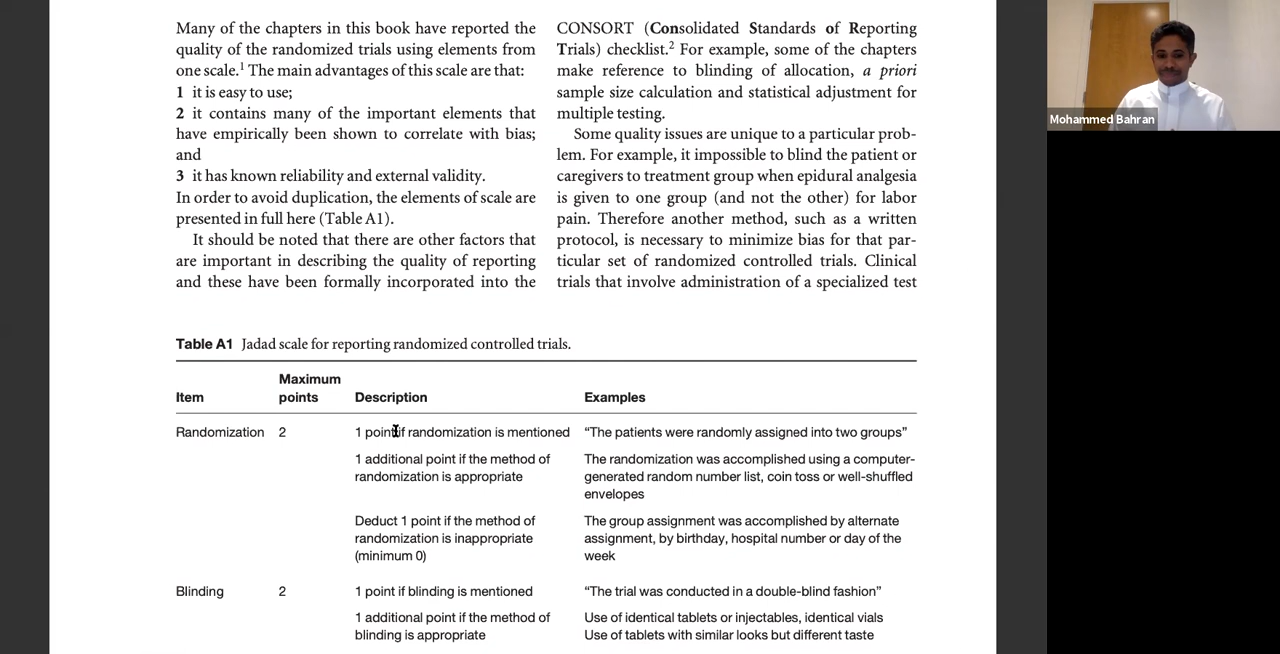 Many of the chapters in this book have reported the
quality of the randomized trials using elements from
one scale.1 The main advantages of this scale are that:
1 it is easy to use;
2 it contains many of the important elements that
have empirically been shown to correlate with bias;
and
3 it has known reliability and external validity.
In order to avoid duplication, the elements of scale are
presented in full here (Table A1).
It should be noted that there are other factors that
are important in describing the quality of reporting
and these have been formally incorporated into the
CONSORT (Consolidated Standards of Reporting
Trials) checklist.2 For example, some of the chapters
make reference to blinding of allocation, a priori
sample size calculation and statistical adjustment for
multiple testing.
Some quality issues are unique to a particular prob-
lem. For example, it impossible to blind the patient or
caregivers to treatment group when epidural analgesia
is given to one group (and not the other) for labor
pain. Therefore another method, such as a written
protocol, is necessary to minimize bias for that par-
ticular set of randomized controlled trials. Clinical
trials that involve administration of a specialized test
Table A1 Jadad scale for reporting randomized controlled trials.
Item
Maximum
points
Description
Examples
Randomization
2
1 point if randomization is mentioned
"The patients were randomly assigned into two groups"
1 additional point if the method of
randomization is appropriate
The randomization was accomplished using a computer-
generated random number list, coin toss or well-shuffled
envelopes
Deduct 1 point if the method of
randomization is inappropriate
(minimum 0)
The group assignment was accomplished by alternate
assignment, by birthday, hospital number or day of the
week
Blinding
2
1 point if blinding is mentioned
"The trial was conducted in a double-blind fashion"
1 additional point if the method of
blinding is appropriate
Use of identical tablets or injectables, identical vials
Use of tablets with similar looks but different taste
Mohammed Bahran